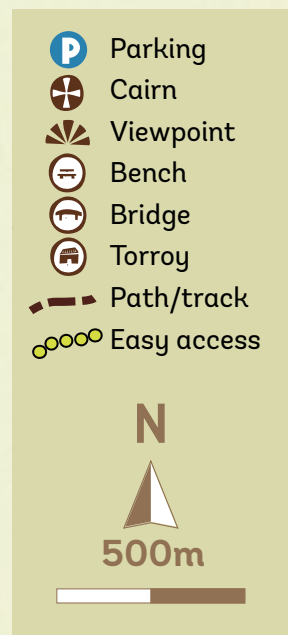 P Parking
Cairn
Viewpoint
Bench
Bridge
Torroy
Path/track
Easy access
N
500m